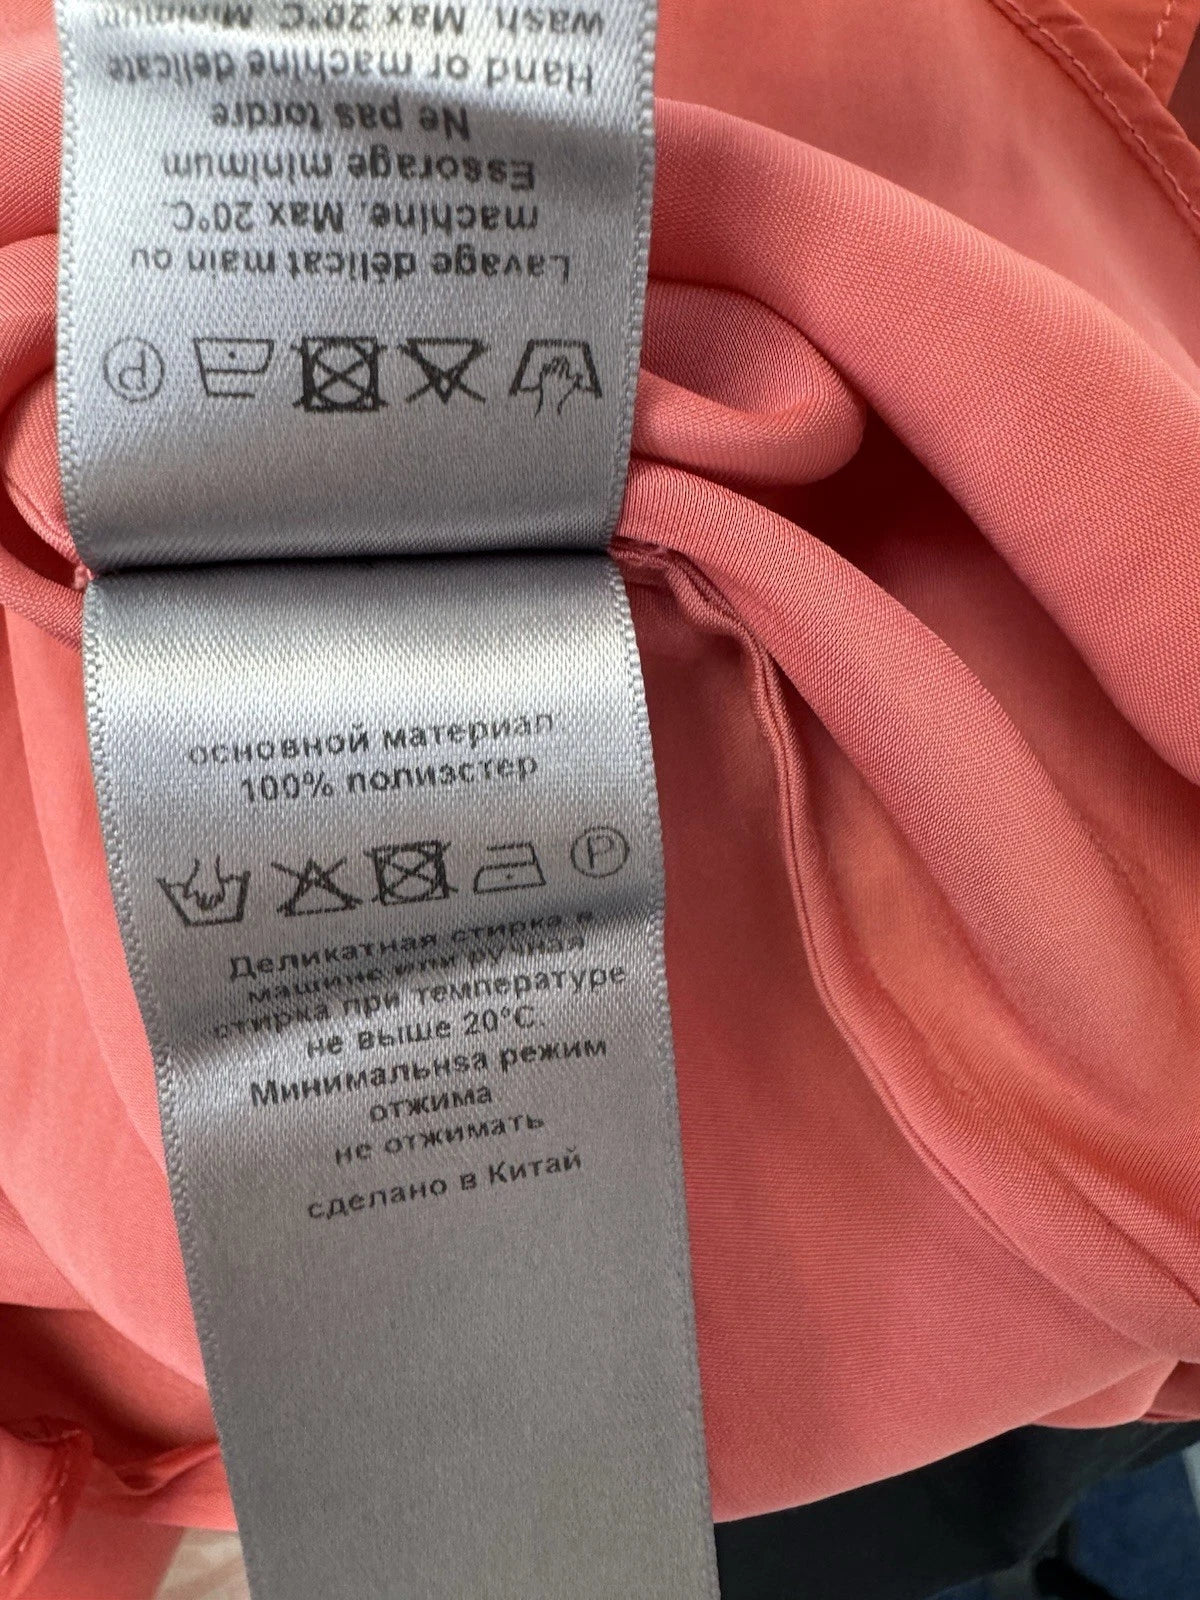 P
Lavage délicat main ou
machine. Max 20°C.
Essorage minimum
Ne pas tordre
Hand or machine delicate
wash. Max 20°C. Minimum
основной материал
100% полиэстер
P
Деликатная стирка в
машине или ручная
стирка при температуре
не выше 20°C.
Минимальнsa режим
отжима
не отжимать
сделано в Китай